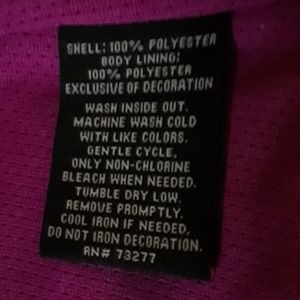 SHELL: 100% POLYESTER
BODY LINING:
100% POLYESTER
EXCLUSIVE OF DECORATION
WASH INSIDE OUT.
MACHINE WASH COLD
WITH LIKE COLORS.
GENTLE CYCLE,
ONLY NON-CHLORINE
BLEACH WHEN NEEDED.
TUMBLE DRY LOW.
REMOVE PROMPTLY.
COOL IRON IF NEEDED,
DO NOT IRON DECORATION.
RN# 73277